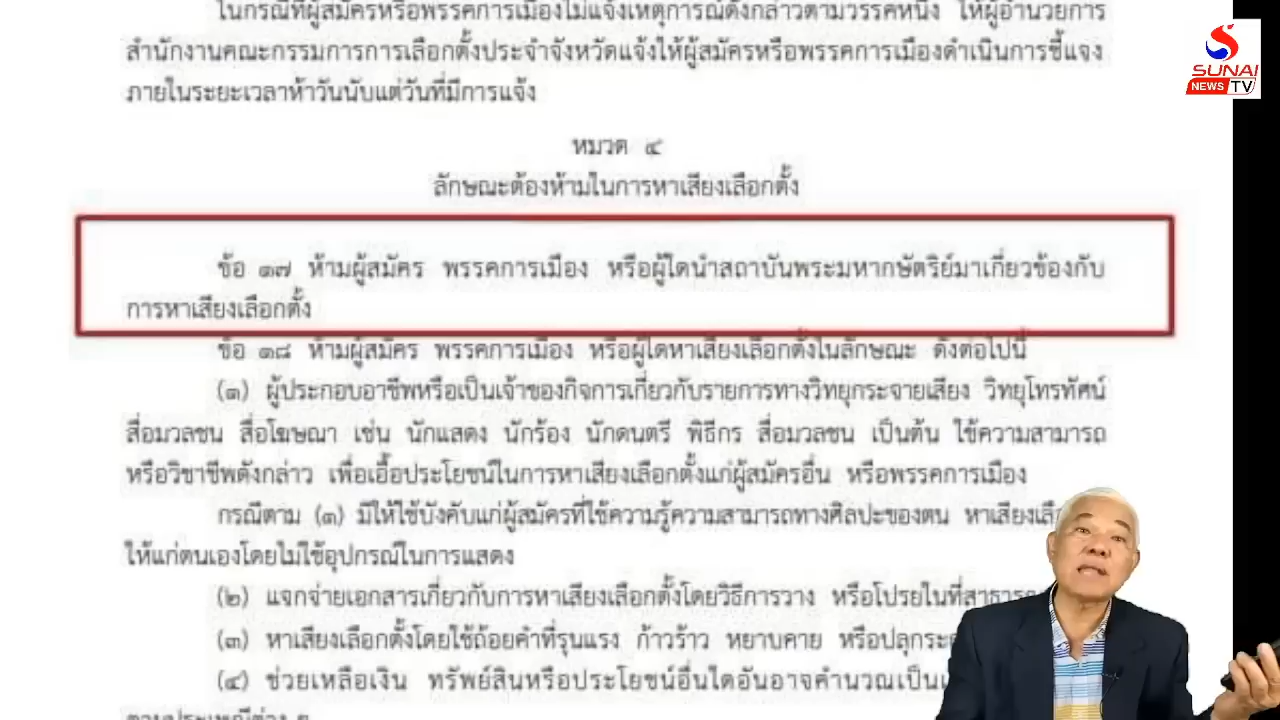 ในกรณีที่ผู้สมัครหรือพรรคการเมืองไม่แจ้งเหตุการณ์ดังกล่าวตามวรรคหนึ่ง ให้ผู้อำนวยการ
สำนักงานคณะกรรมการการเลือกตั้งประจำจังหวัดแจ้งให้ผู้สมัครหรือพรรคการเมืองดำเนินการชี้แจง
ภายในระยะเวลาห้าวันนับแต่วันที่มีการแจ้ง
SUNAI
NEWS TV
หมวด ๔
ลักษณะต้องห้ามในการหาเสียงเลือกตั้ง
ข้อ ๑๗ ห้ามผู้สมัคร พรรคการเมือง หรือผู้ใดนำสถาบันพระมหากษัตริย์มาเกี่ยวข้องกับ
การหาเสียงเลือกตั้ง
ข้อ ๑๘ ห้ามผู้สมัคร พรรคการเมือง หรือผู้ใดหาเสียงเลือกตั้งในลักษณะ ดังต่อไปนี้
(๑) ผู้ประกอบอาชีพหรือเป็นเจ้าของกิจการเกี่ยวกับรายการทางวิทยุกระจายเสียง วิทยุโทรทัศน์
สื่อมวลชน สื่อโฆษณา เช่น นักแสดง นักร้อง นักดนตรี พิธีกร สื่อมวลชน เป็นต้น ใช้ความสามารถ
หรือวิชาชีพดังกล่าว เพื่อเอื้อประโยชน์ในการหาเสียงเลือกตั้งแก่ผู้สมัครอื่น หรือพรรคการเมือง
กรณีตาม (๑) มิให้ใช้บังคับแก่ผู้สมัครที่ใช้ความรู้ความสามารถทางศิลปะของตน หาเสียง
ให้แก่ตนเองโดยไม่ใช้อุปกรณ์ในการแสดง
(๒) แจกจ่ายเอกสารเกี่ยวกับการหาเสียงเลือกตั้งโดยวิธีการวาง หรือโปรยในที่
(๓) หาเสียงเลือกตั้งโดยใช้ถ้อยคำที่รุนแรง ก้าวร้าว หยาบคาย หรือ
(๔) ช่วยเหลือเงิน ทรัพย์สินหรือประโยชน์อื่นใดอันอาจคำนวณเป็น